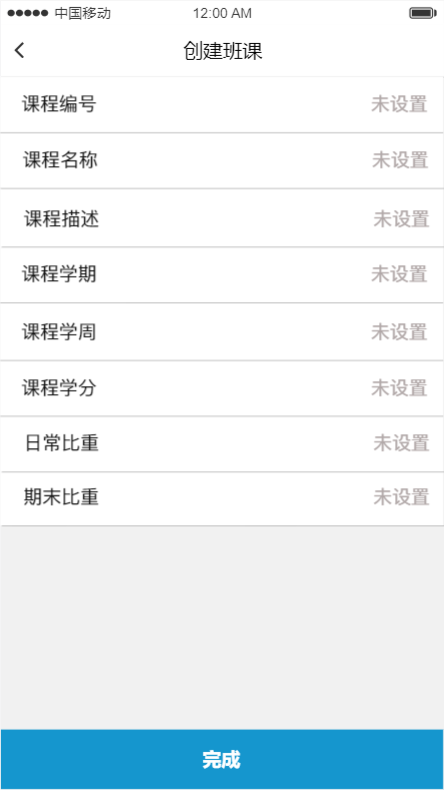 中国移动 12:00 AM
创建班课
课程编号 未设置
课程名称 未设置
课程描述 未设置
课程学期 未设置
课程学周 未设置
课程学分 未设置
日常比重 未设置
期末比重 未设置
完成